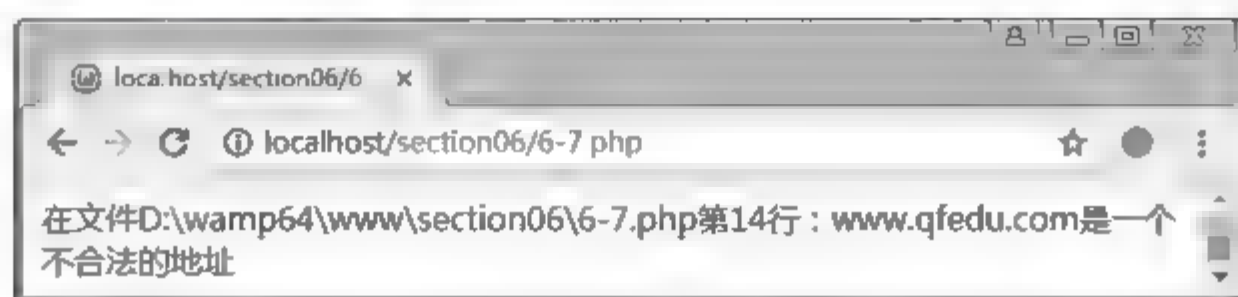 loca.host/section06/6
localhost/section06/6-7 php
在文件D:\wamp64\www\section06\6-7.php第14行：www.qfedu.com是一个
不合法的地址